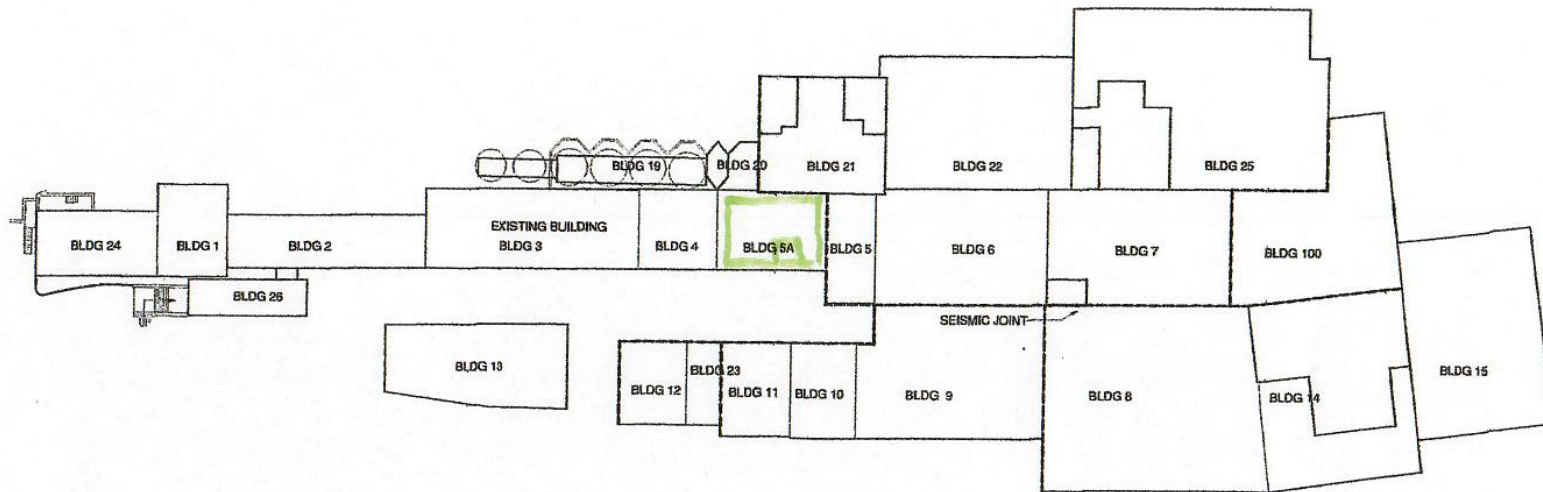 BLDG 19
BLDG 20
BLDG 21
BLDG 22
BLDG 25
BLDG 24
BLDG 1
BLDG 2
EXISTING BUILDING
BLDG 3
BLDG 4
BLDG 5A
BLDG 5
BLDG 6
BLDG 7
BLDG 100
BLDG 26
SEISMIC JOINT
BLDG 13
BLDG 12
BLDG 23
BLDG 11
BLDG 10
BLDG 9
BLDG 8
BLDG 14
BLDG 15